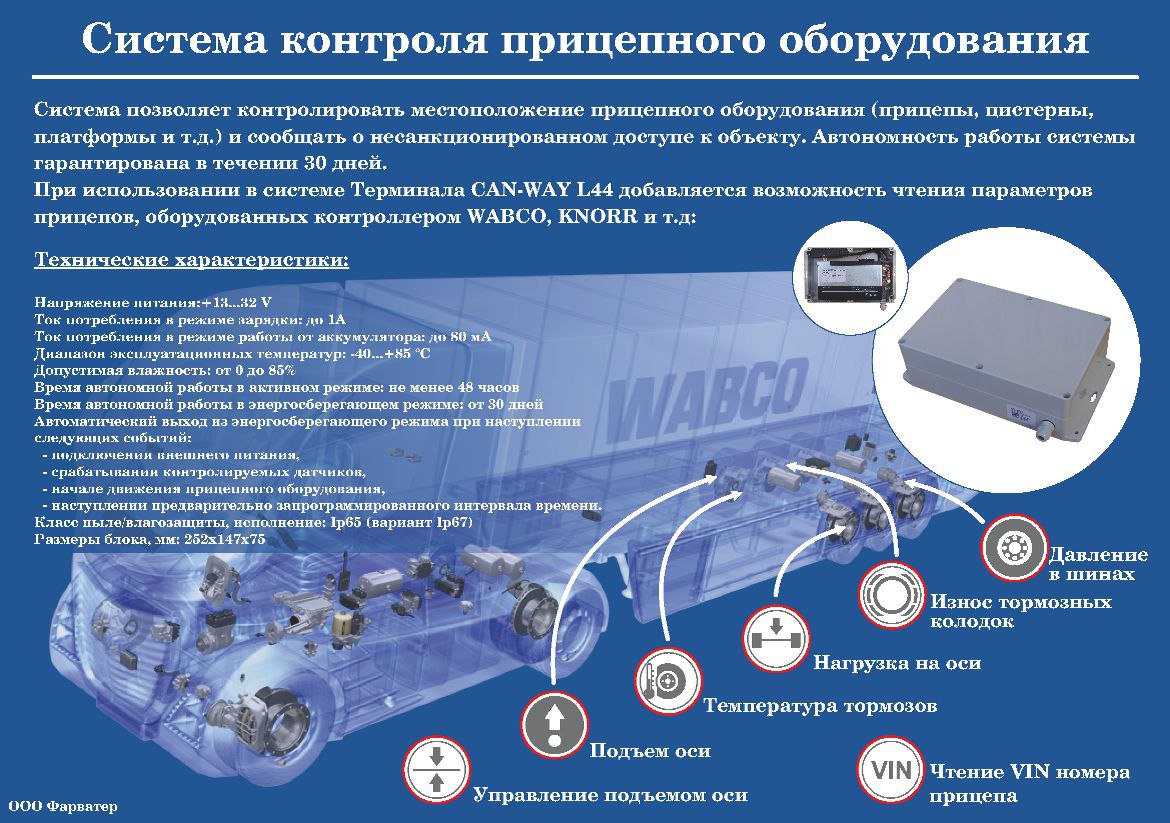 Система контроля прицепного оборудования
Система позволяет контролировать местоположение прицепного оборудования (прицепы, цистерны,
платформы и т.д.) и сообщать о несанкционированном доступе к объекту. Автономность работы системы
гарантирована в течении 30 дней.
При использовании в системе Терминала CAN-WAY L44 добавляется возможность чтения параметров
прицепов, оборудованных контроллером WABCO, KNORR и т.д:
Технические характеристики:
Напряжение питания:+13...32 V
Ток потребления в режиме зарядки: до 1А
Ток потребления в режиме работы от аккумулятора: до 80 мА
Диапазон эксплуатационных температур: -40...+85 °С
Допустимая влажность: от 0 до 85%
Время автономной работы в активном режиме: не менее 48 часов
Время автономной работы в энергосберегающем режиме: от 30 дней
Автоматический выход из энергосберегающего режима при наступлении
следующих событий:
- подключении внешнего питания,
- срабатывании контролируемых датчиков,
- начале движения прицепного оборудования,
- наступлении предварительно запрограммированного интервала времени.
Класс пыле/влагозащиты, исполнение: Ip65 (вариант Ip67)
Размеры блока, мм: 252х147х75
WABCO
Давление
в шинах
Износ тормозных
колодок
Нагрузка на оси
Температура тормозов
Подъем оси
Управление подъемом оси
VIN
Чтение VIN номера
прицепа
ООО Фарватер